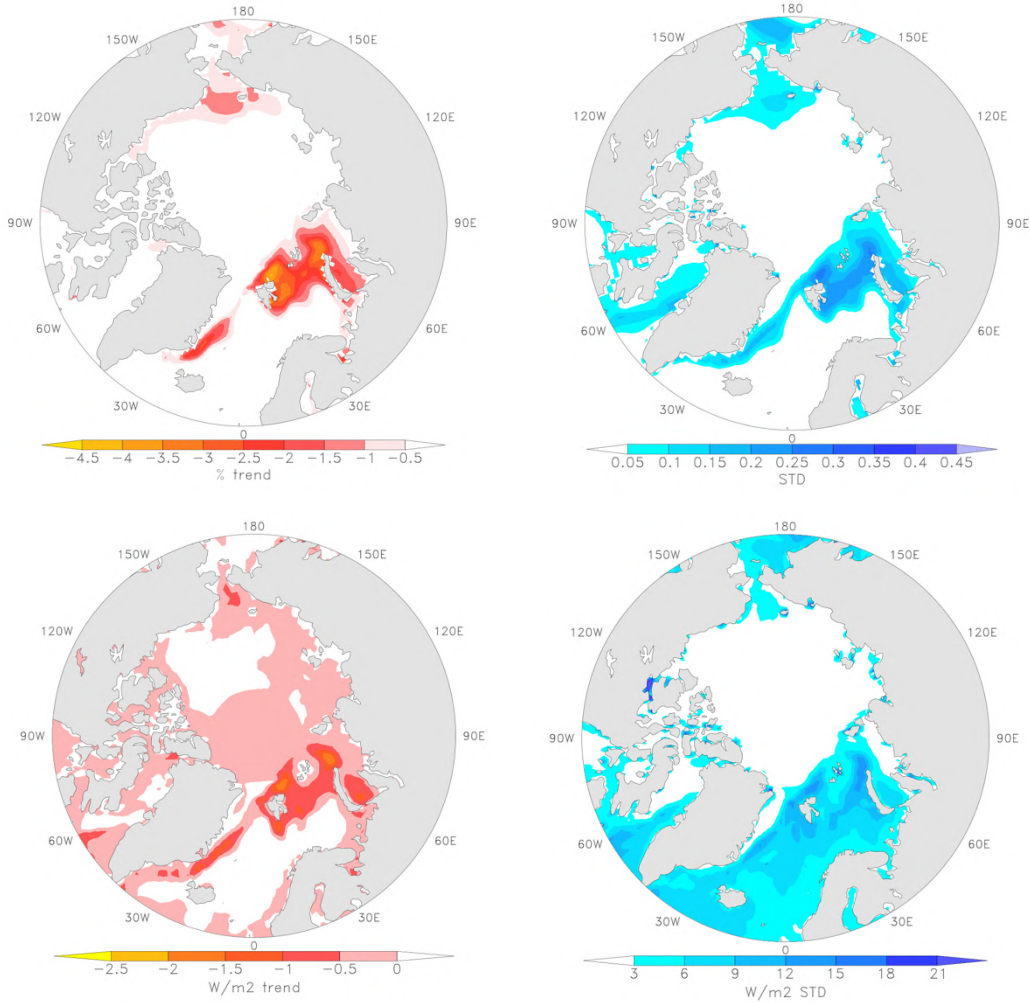 180 180
150W 150E 150W 150E
120W 120E 120W 120E
90W 90E 90W 90E
60W 60E 60W 60E
30W 30E 30W 30E
0 0
−4.5 −4 −3.5 −3 −2.5 −2 −1.5 −1 −0.5 0.05 0.1 0.15 0.2 0.25 0.3 0.35 0.4 0.45
% trend STD
180 180
150W 150E 150W 150E
120W 120E 120W 120E
90W 90E 90W 90E
60W 60E 60W 60E
30W 30E 30W 30E
0 0
−2.5 −2 −1.5 −1 −0.5 0 3 6 9 12 15 18 21
W/m2 trend W/m2 STD